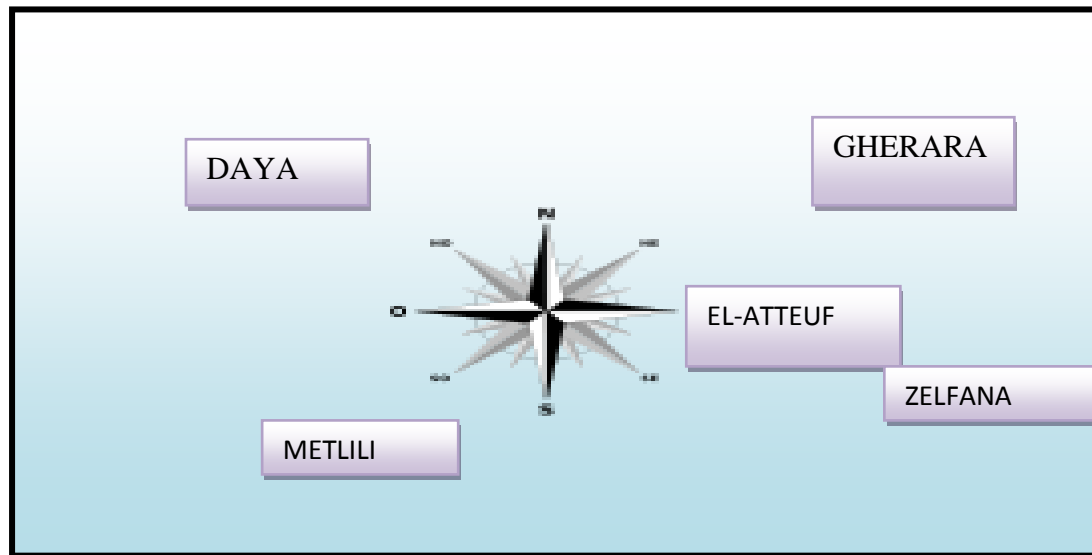 GHERARA
DAYA
N
O
EL-ATTEUF
ZELFANA
S
METLILI